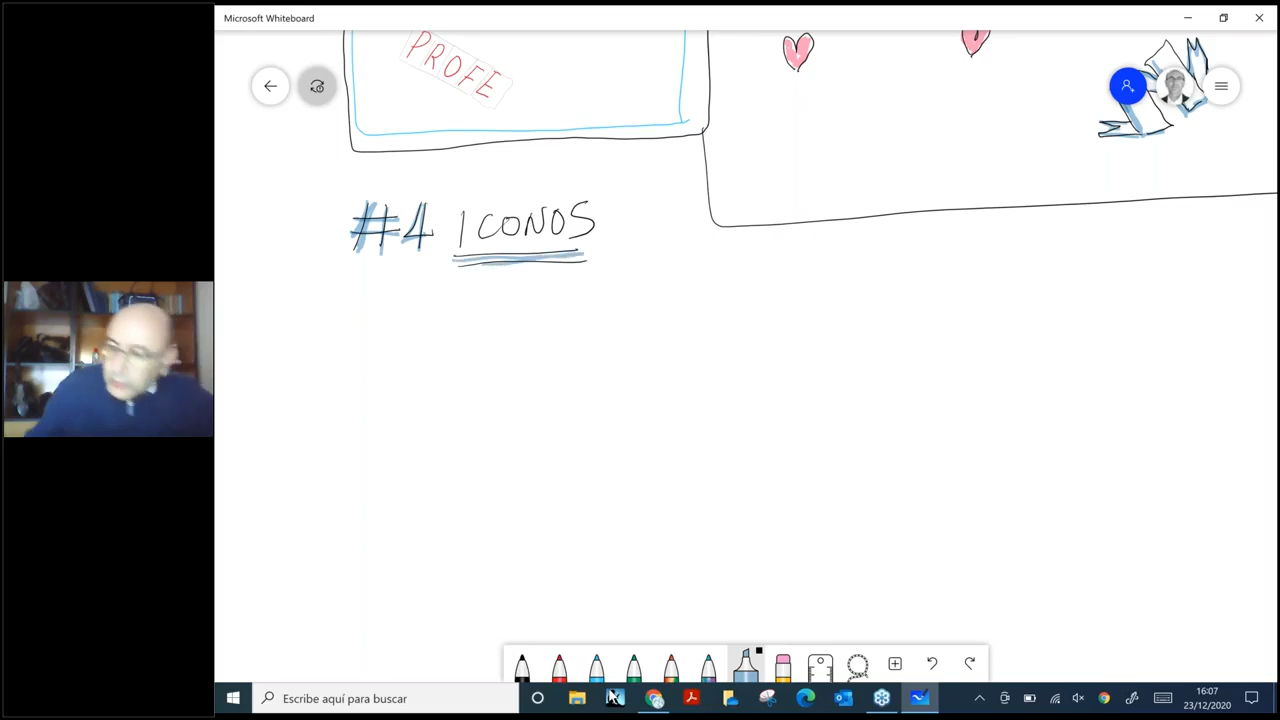 Microsoft Whiteboard
PROFE
#4 ICONOS
Escribe aquí para buscar
16:07
23/12/2020